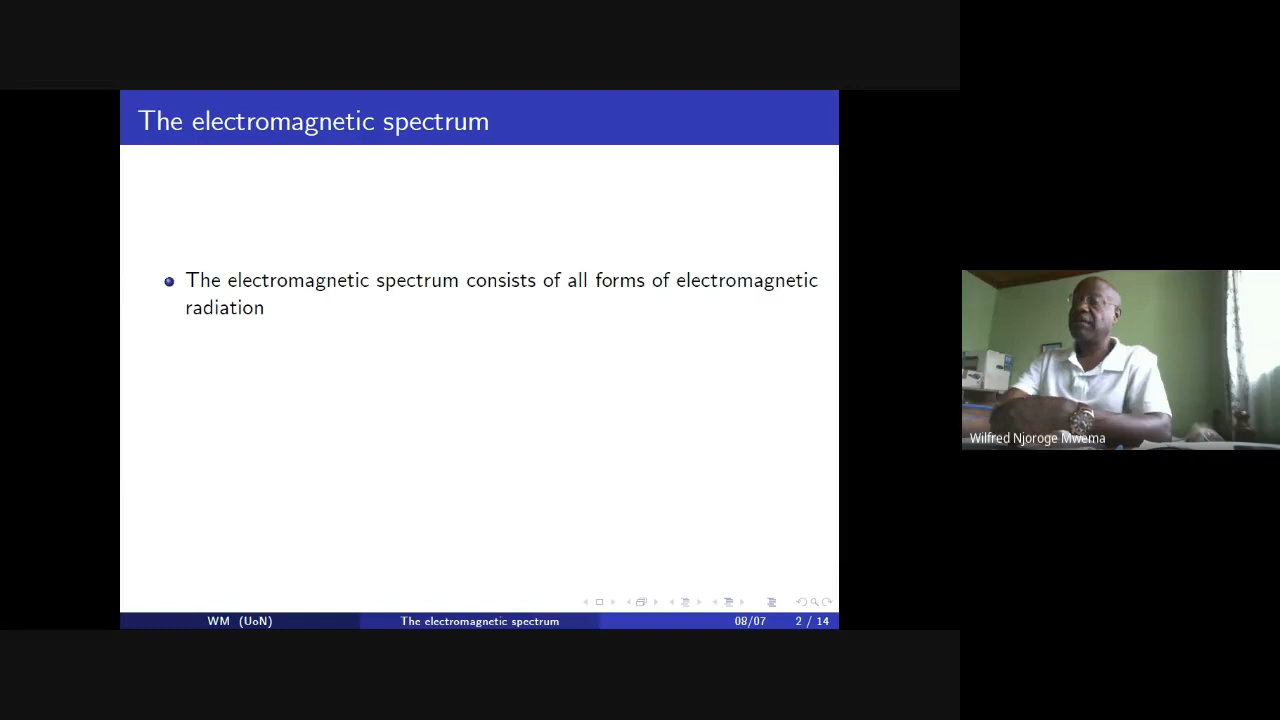 The electromagnetic spectrum
The electromagnetic spectrum consists of all forms of electromagnetic
radiation
WM (UoN)
The electromagnetic spectrum
08/07
2 / 14
Wilfred Njoroge Mwema